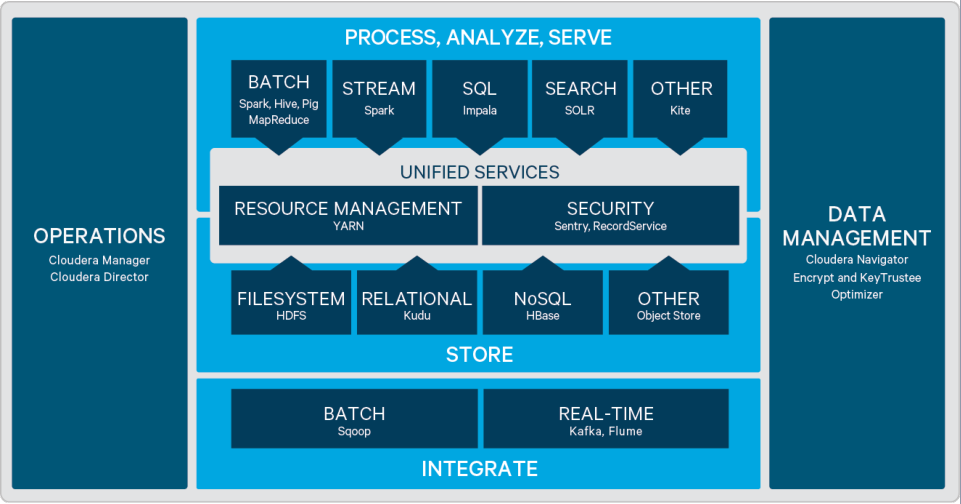 PROCESS, ANALYZE, SERVE
BATCH
Spark, Hive, Pig
MapReduce
STREAM
Spark
SQL
Impala
SEARCH
SOLR
OTHER
Kite
UNIFIED SERVICES
RESOURCE MANAGEMENT
YARN
SECURITY
Sentry, RecordService
OPERATIONS
Cloudera Manager
Cloudera Director
DATA
MANAGEMENT
Cloudera Navigator
Encrypt and KeyTrustee
Optimizer
FILESYSTEM
HDFS
RELATIONAL
Kudu
NoSQL
HBase
OTHER
Object Store
STORE
BATCH
Sqoop
REAL-TIME
Kafka, Flume
INTEGRATE